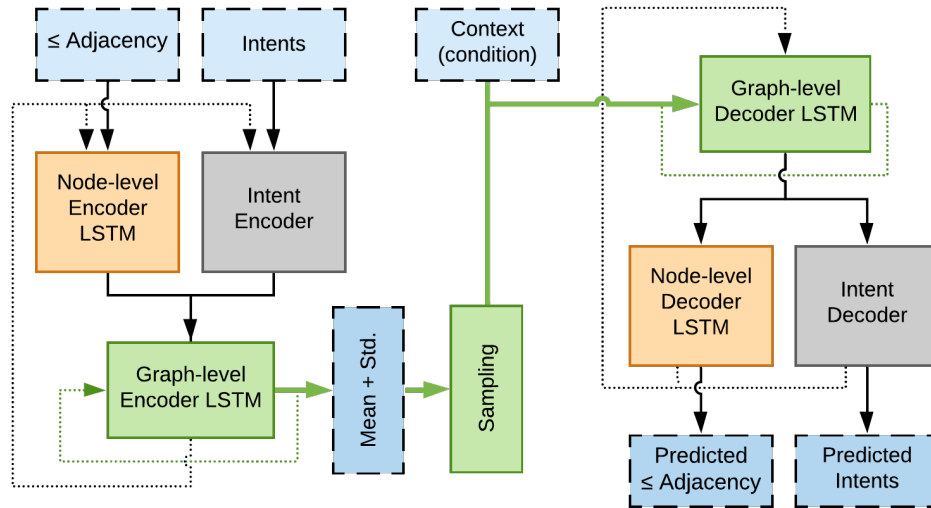 ≤ Adjacency
Intents
Context
(condition)
Graph-level
Decoder LSTM
Node-level
Encoder
LSTM
Intent
Encoder
Node-level
Decoder
LSTM
Intent
Decoder
Graph-level
Encoder LSTM
Mean + Std.
Sampling
Predicted
≤ Adjacency
Predicted
Intents